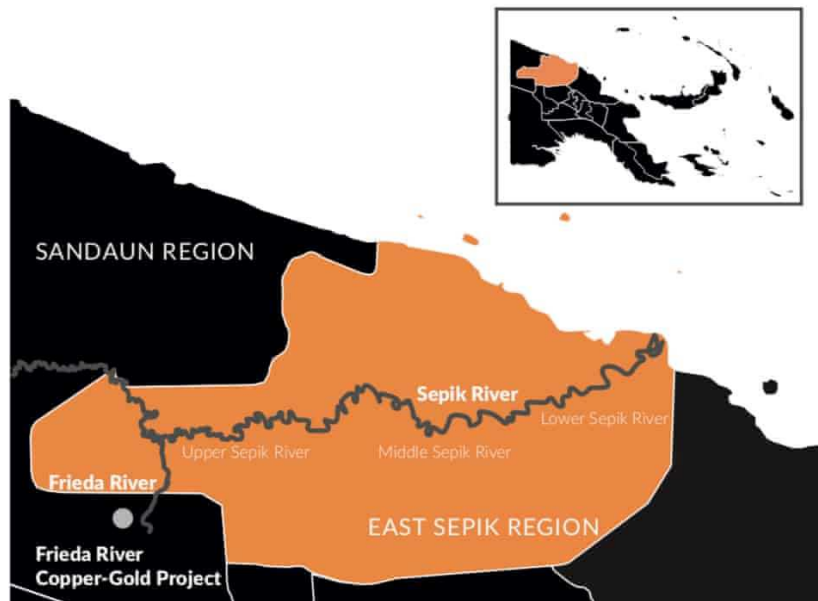 SANDAUN REGION
Sepik River
Lower Sepik River
Upper Sepik River
Middle Sepik River
Frieda River
EAST SEPIK REGION
Frieda River
Copper-Gold Project